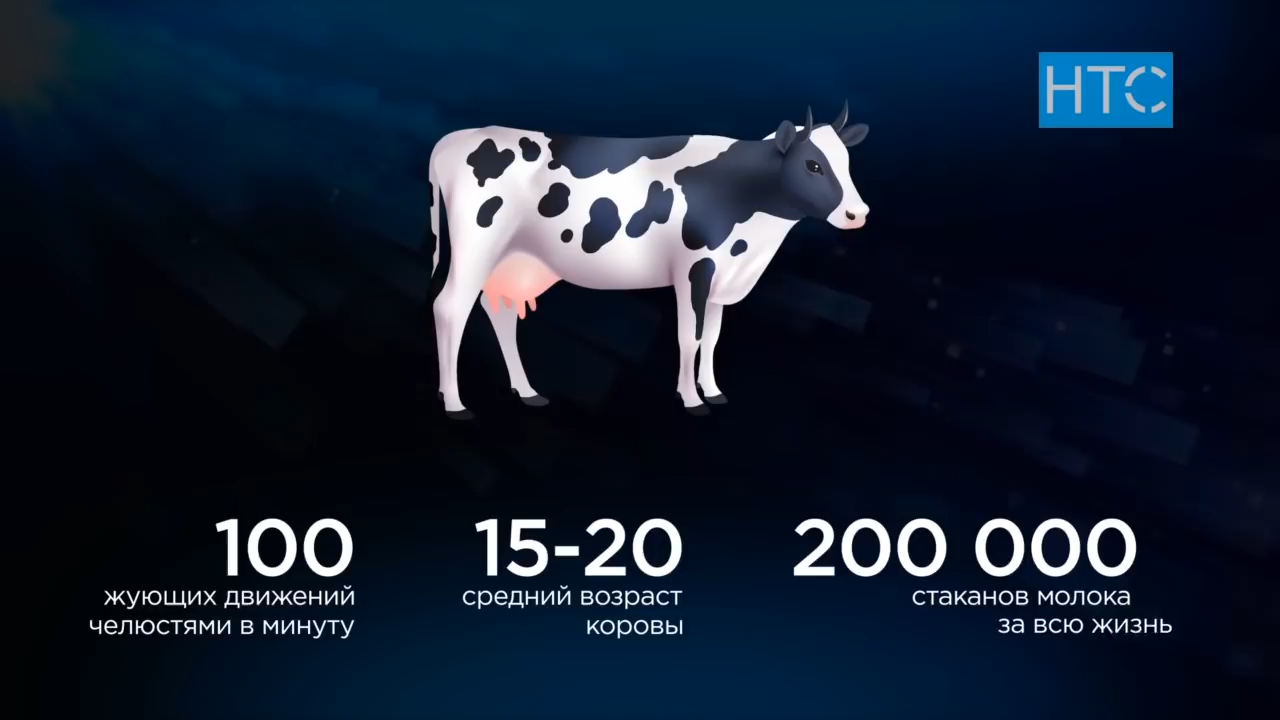 НТС
100
жующих движений
челюстями в минуту
15-20
средний возраст
коровы
200 000
стаканов молока
за всю жизнь